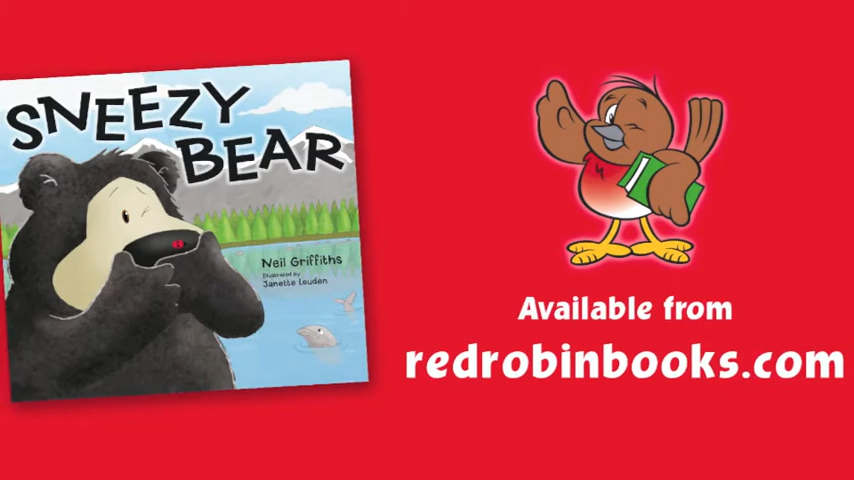 SNEEZY
BEAR
Neil Griffiths
Illustrated by
Janette Louden
Available from
redrobinbooks.com